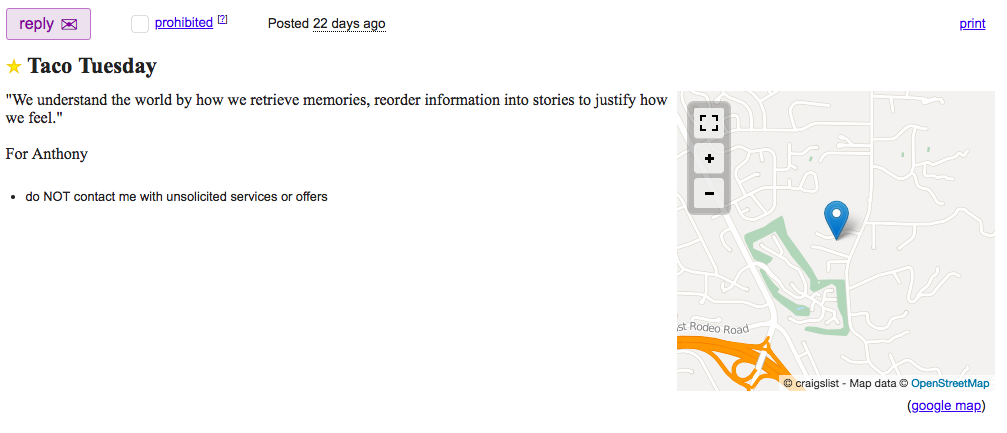 reply
prohibited [?]
Posted 22 days ago
print
Taco Tuesday
"We understand the world by how we retrieve memories, reorder information into stories to justify how
we feel."
For Anthony
do NOT contact me with unsolicited services or offers
+
−
st Rodeo Road
© craigslist - Map data © OpenStreetMap
(google map)